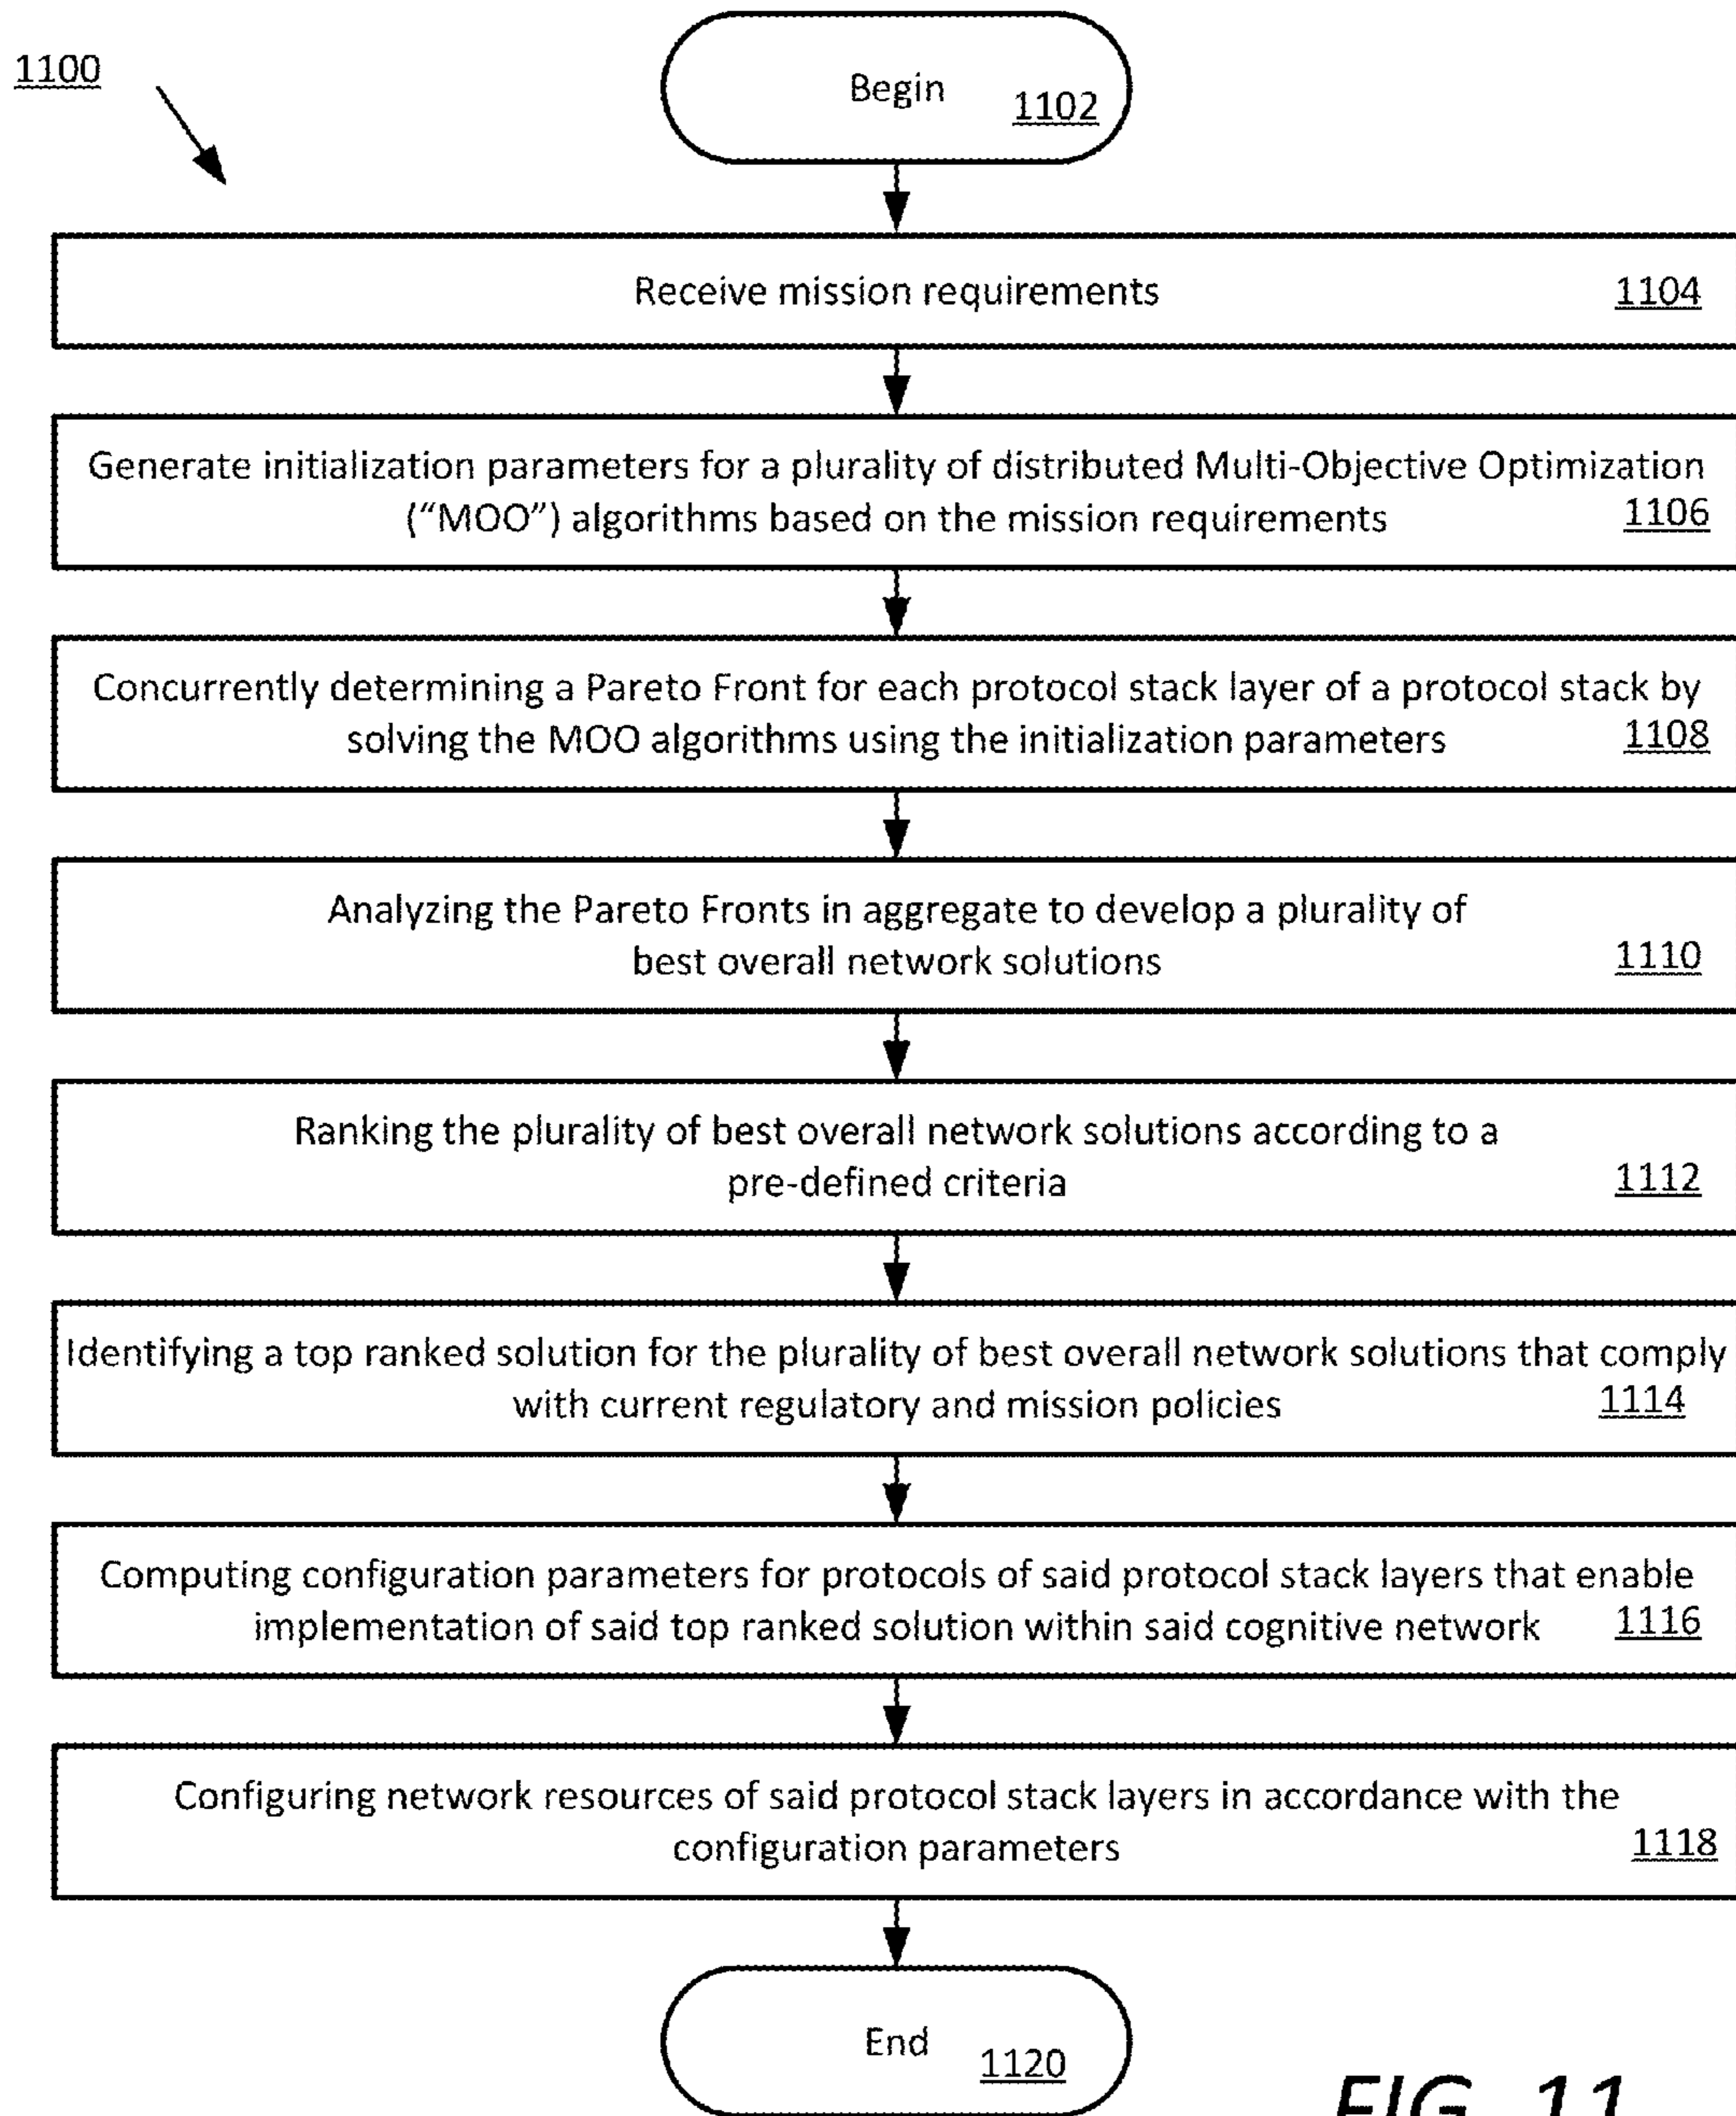 1100
Begin 1102
Receive mission requirements 1104
Generate initialization parameters for a plurality of distributed Multi-Objective Optimization
("MOO") algorithms based on the mission requirements 1106
Concurrently determining a Pareto Front for each protocol stack layer of a protocol stack by
solving the MOO algorithms using the initialization parameters 1108
Analyzing the Pareto Fronts in aggregate to develop a plurality of
best overall network solutions 1110
Ranking the plurality of best overall network solutions according to a
pre-defined criteria 1112
Identifying a top ranked solution for the plurality of best overall network solutions that comply
with current regulatory and mission policies 1114
Computing configuration parameters for protocols of said protocol stack layers that enable
implementation of said top ranked solution within said cognitive network 1116
Configuring network resources of said protocol stack layers in accordance with the
configuration parameters 1118
End 1120
FIG. 11